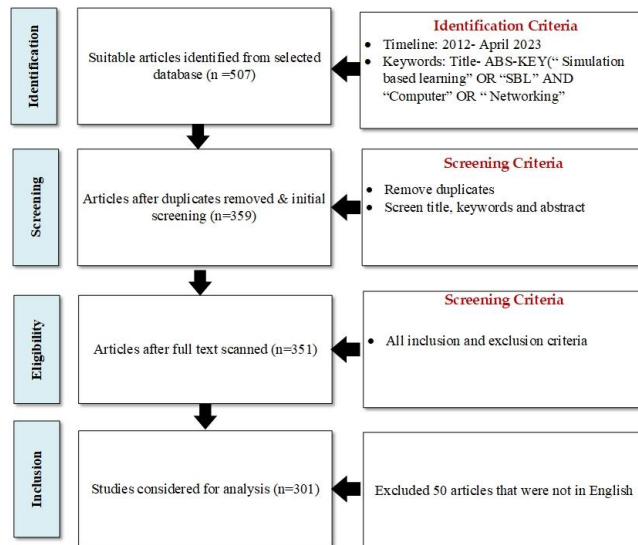 Identification
Suitable articles identified from selected
database (n =507)
Identification Criteria
• Timeline: 2012- April 2023
• Keywords: Title- ABS-KEY(“ Simulation
based learning” OR “SBL” AND
“Computer” OR “ Networking”
Screening
Articles after duplicates removed & initial
screening (n=359)
Screening Criteria
• Remove duplicates
• Screen title, keywords and abstract
Eligibility
Articles after full text scanned (n=351)
Screening Criteria
• All inclusion and exclusion criteria
Inclusion
Studies considered for analysis (n=301)
Excluded 50 articles that were not in English